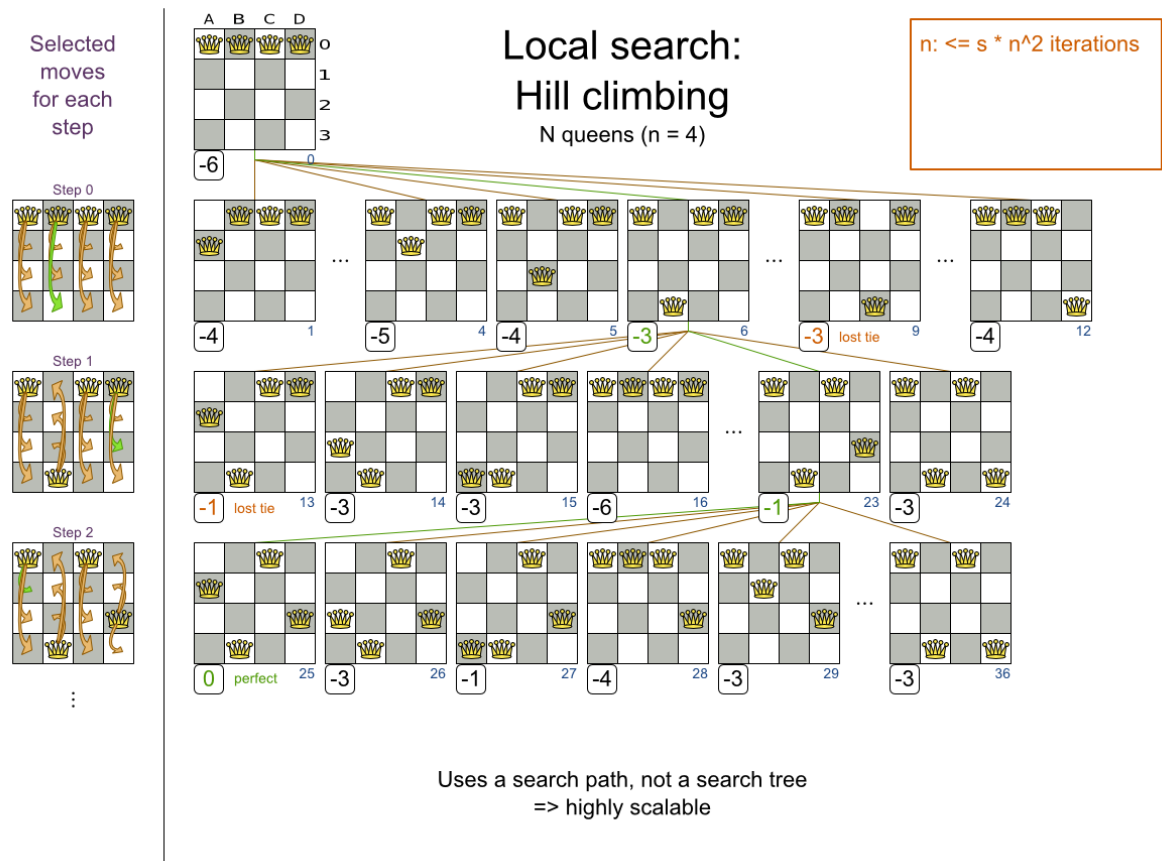 Selected
moves
for each
step
A B C D
0
1
2
3
-6
0
Local search:
Hill climbing
N queens (n = 4)
n: <= s * n^2 iterations
Step 0
...
...
...
-4
1
-5
4
-4
5
-3
6
-3
lost tie
9
-4
12
Step 1
...
-1
lost tie
13
-3
14
-3
15
-6
16
-1
23
-3
24
Step 2
...
0
perfect
25
-3
26
-1
27
-4
28
-3
29
-3
36
...
Uses a search path, not a search tree
=> highly scalable